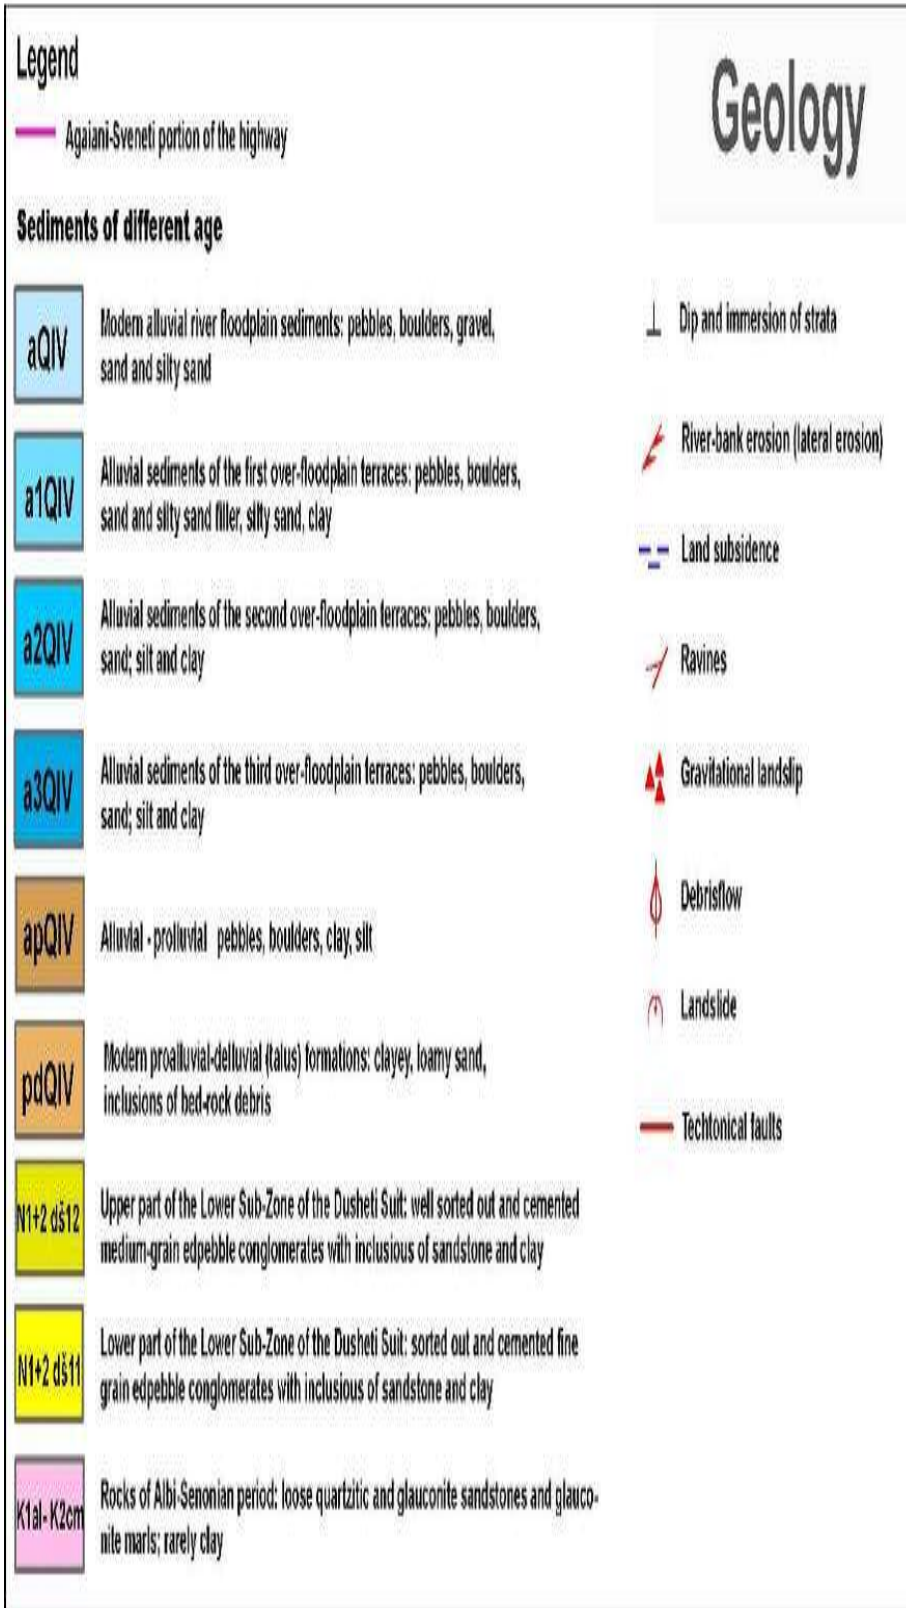 Legend
Geology
Agaiani-Sveneti portion of the highway
Sediments of different age
aQIV
Modern alluvial river floodplain sediments: pebbles, boulders, gravel,
sand and silty sand
a1QIV
Alluvial sediments of the first over-floodplain terraces: pebbles, boulders,
sand and silty sand filler, silty sand, clay
a2QIV
Alluvial sediments of the second over-floodplain terraces: pebbles, boulders,
sand; silt and clay
a3QIV
Alluvial sediments of the third over-floodplain terraces: pebbles, boulders,
sand; silt and clay
apQIV
Alluvial - prolluvial pebbles, boulders, clay, silt
pdQIV
Modern proalluvial-delluvial (talus) formations: clayey, loamy sand,
inclusions of bed-rock debris
N1+2 dš12
Upper part of the Lower Sub-Zone of the Dusheti Suit: well sorted out and cemented
medium-grain edpebble conglomerates with inclusious of sandstone and clay
N1+2 dš11
Lower part of the Lower Sub-Zone of the Dusheti Suit: sorted out and cemented fine
grain edpebble conglomerates with inclusious of sandstone and clay
K1al- K2cm
Rocks of Albi-Senonian period: loose quartzitic and glauconite sandstones and glauco-
nite marls; rarely clay
Dip and immersion of strata
River-bank erosion (lateral erosion)
Land subsidence
Ravines
Gravitational landslip
Debrisflow
Landslide
Techtonical faults